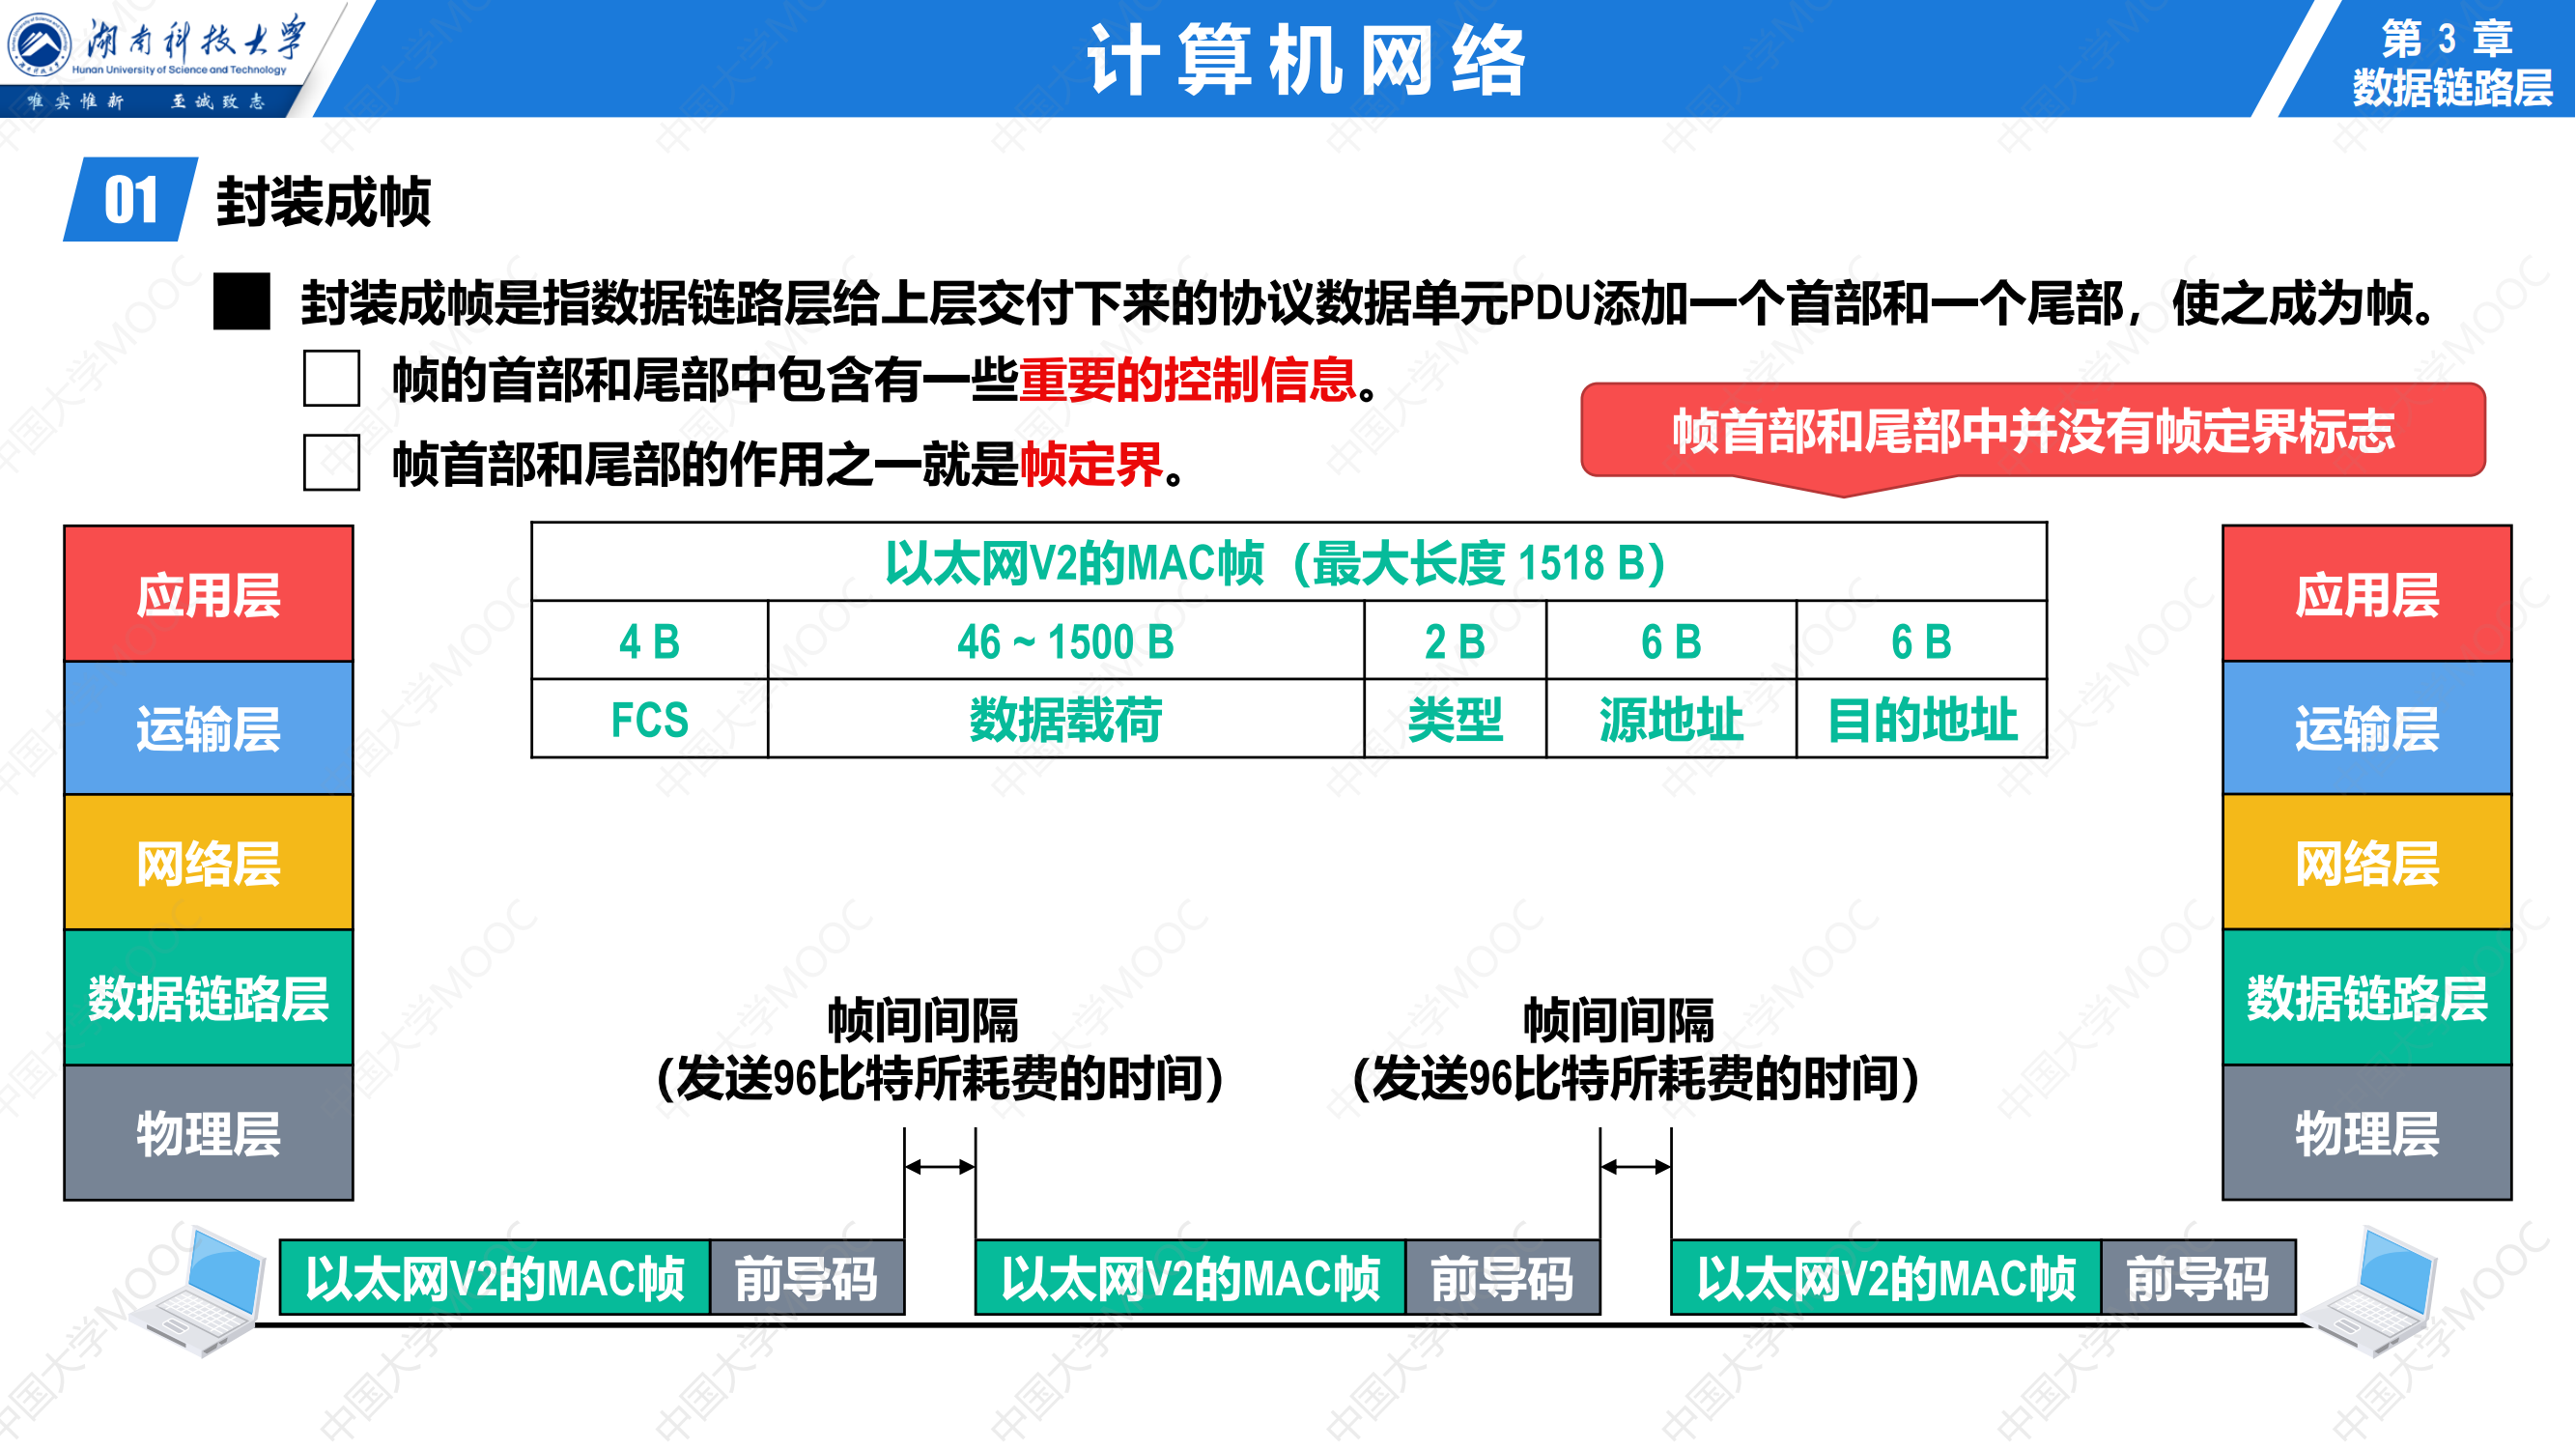 湖南科技大学
Hunan University of Science and Technology
唯实惟新 至诚致志
计算机网络
第 3 章
数据链路层
01 封装成帧
封装成帧是指数据链路层给上层交付下来的协议数据单元PDU添加一个首部和一个尾部，使之成为帧。
帧的首部和尾部中包含有一些重要的控制信息。
帧首部和尾部的作用之一就是帧定界。
帧首部和尾部中并没有帧定界标志
以太网V2的MAC帧（最大长度 1518 B）
4 B 46 ~ 1500 B 2 B 6 B 6 B
FCS 数据载荷 类型 源地址 目的地址
应用层
运输层
网络层
数据链路层
物理层
应用层
运输层
网络层
数据链路层
物理层
帧间间隔
（发送96比特所耗费的时间）
帧间间隔
（发送96比特所耗费的时间）
以太网V2的MAC帧 前导码 以太网V2的MAC帧 前导码 以太网V2的MAC帧 前导码
中国大学MOOC